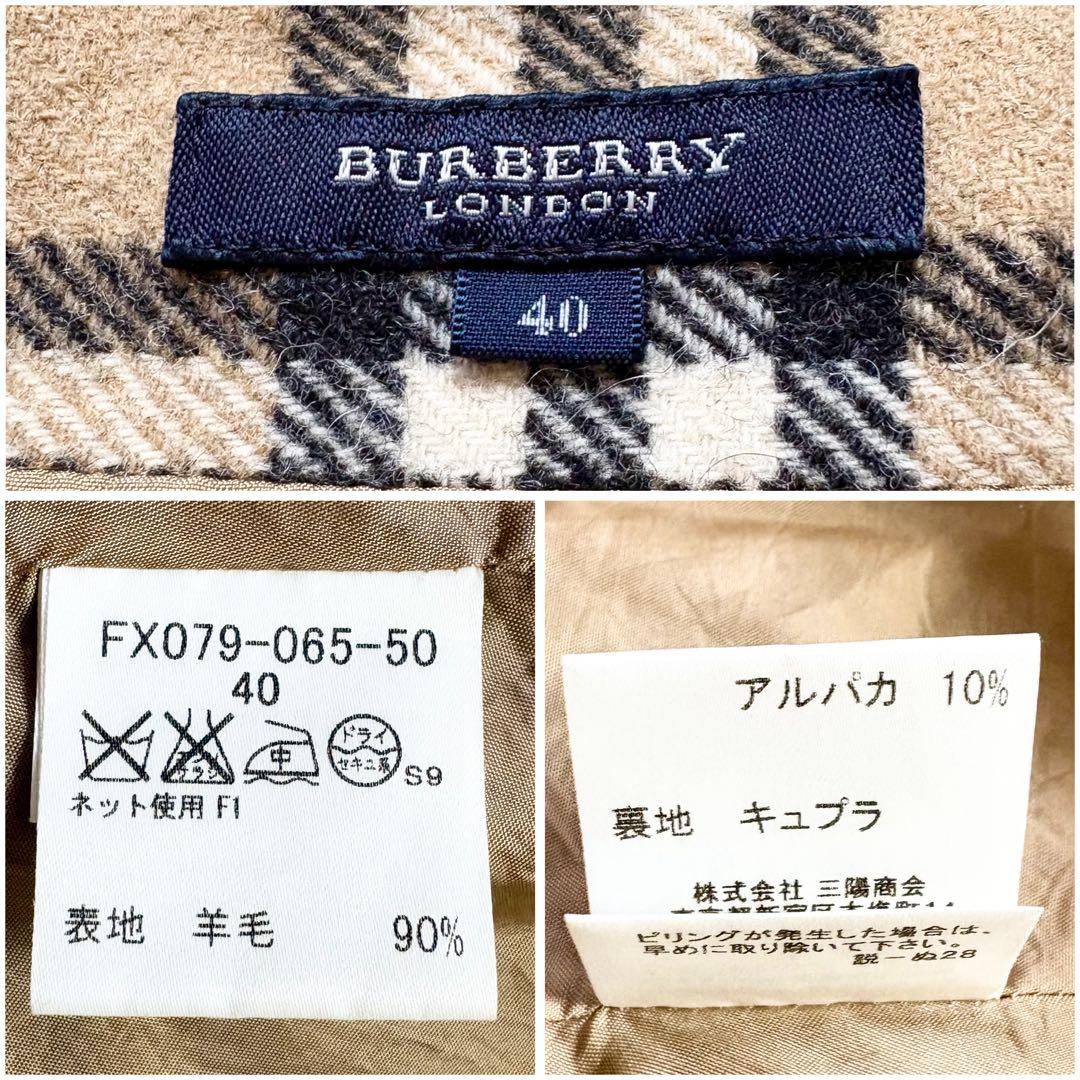 BURBERRY
LONDON
40
FX079-065-50
40
中
ドライ
セキユ系
S9
ネット使用 F1
表地 羊毛 90%
アルパカ 10%
裏地 キュプラ
株式会社 三陽商会
ピリングが発生した場合は、
早めに取り除いて下さい。
説ーぬ28